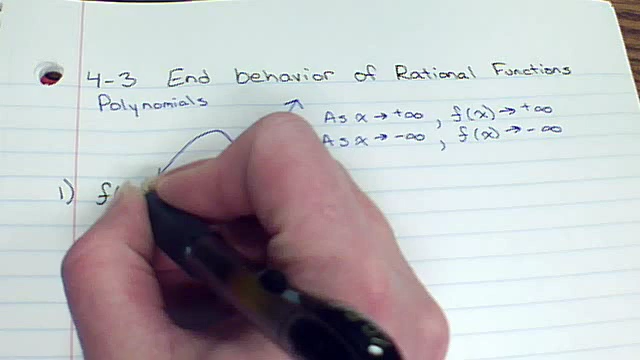 4-3 End behavior of Rational Functions
Polynomials
As x → +∞, f(x) → +∞
As x → -∞, f(x) → -∞
1) f(